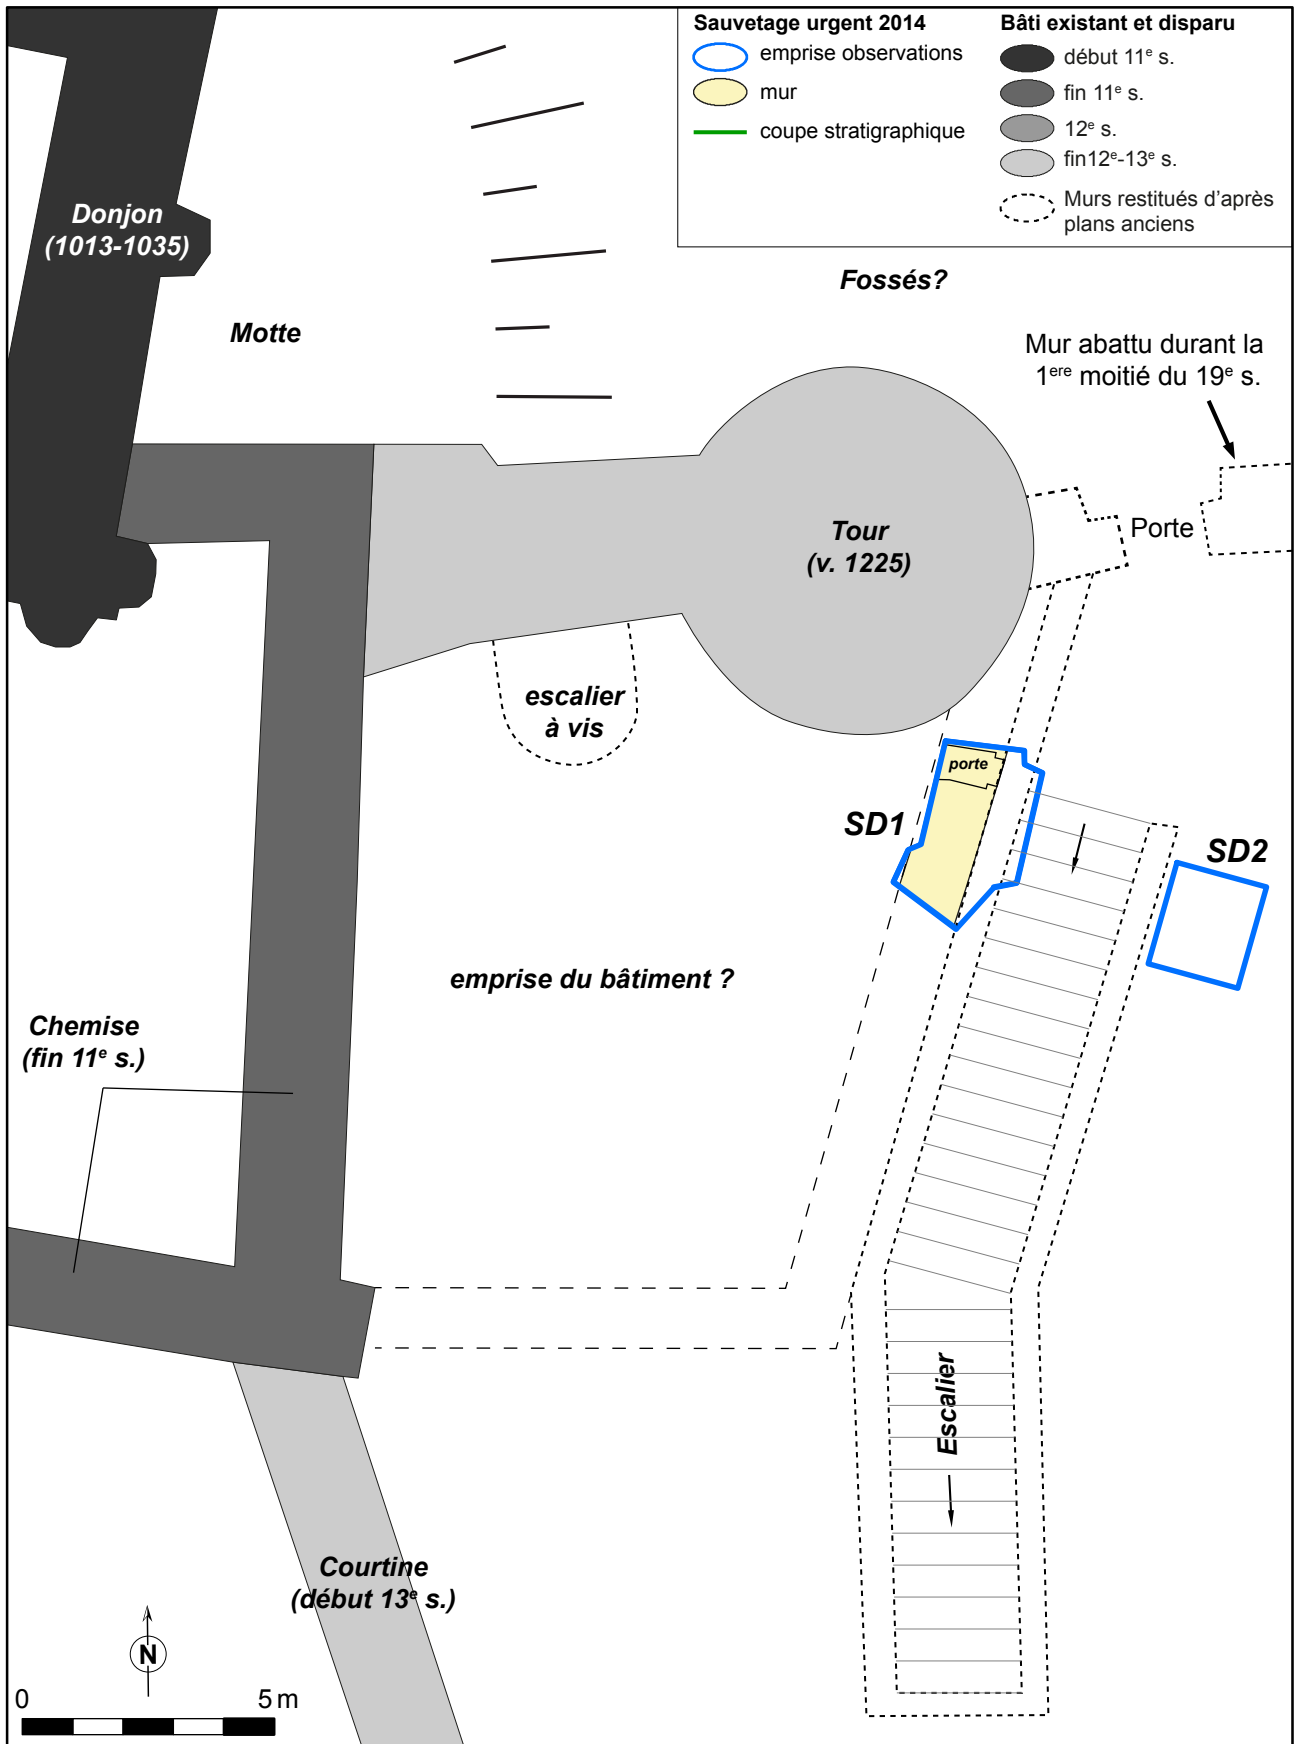 Sauvetage urgent 2014
emprise observations
mur
coupe stratigraphique
Bâti existant et disparu
début 11e s.
fin 11e s.
12e s.
fin12e-13e s.
Murs restitués d'après
plans anciens
Donjon
(1013-1035)
Motte
Fossés?
Mur abattu durant la
1ere moitié du 19e s.
Tour
(v. 1225)
Porte
escalier
à vis
porte
SD1
SD2
emprise du bâtiment ?
Chemise
(fin 11e s.)
Escalier
Courtine
(début 13e s.)
N
0 5 m